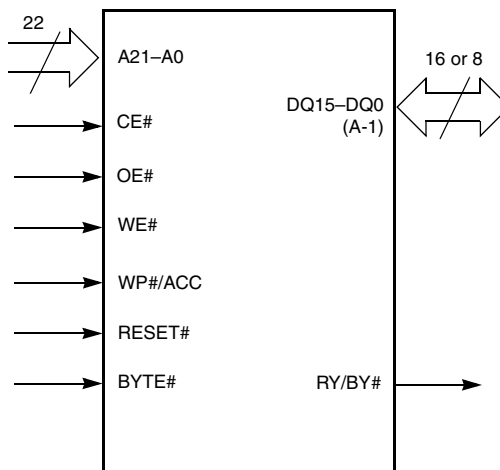 22
A21–A0
16 or 8
DQ15–DQ0
(A-1)
CE#
OE#
WE#
WP#/ACC
RESET#
BYTE#
RY/BY#